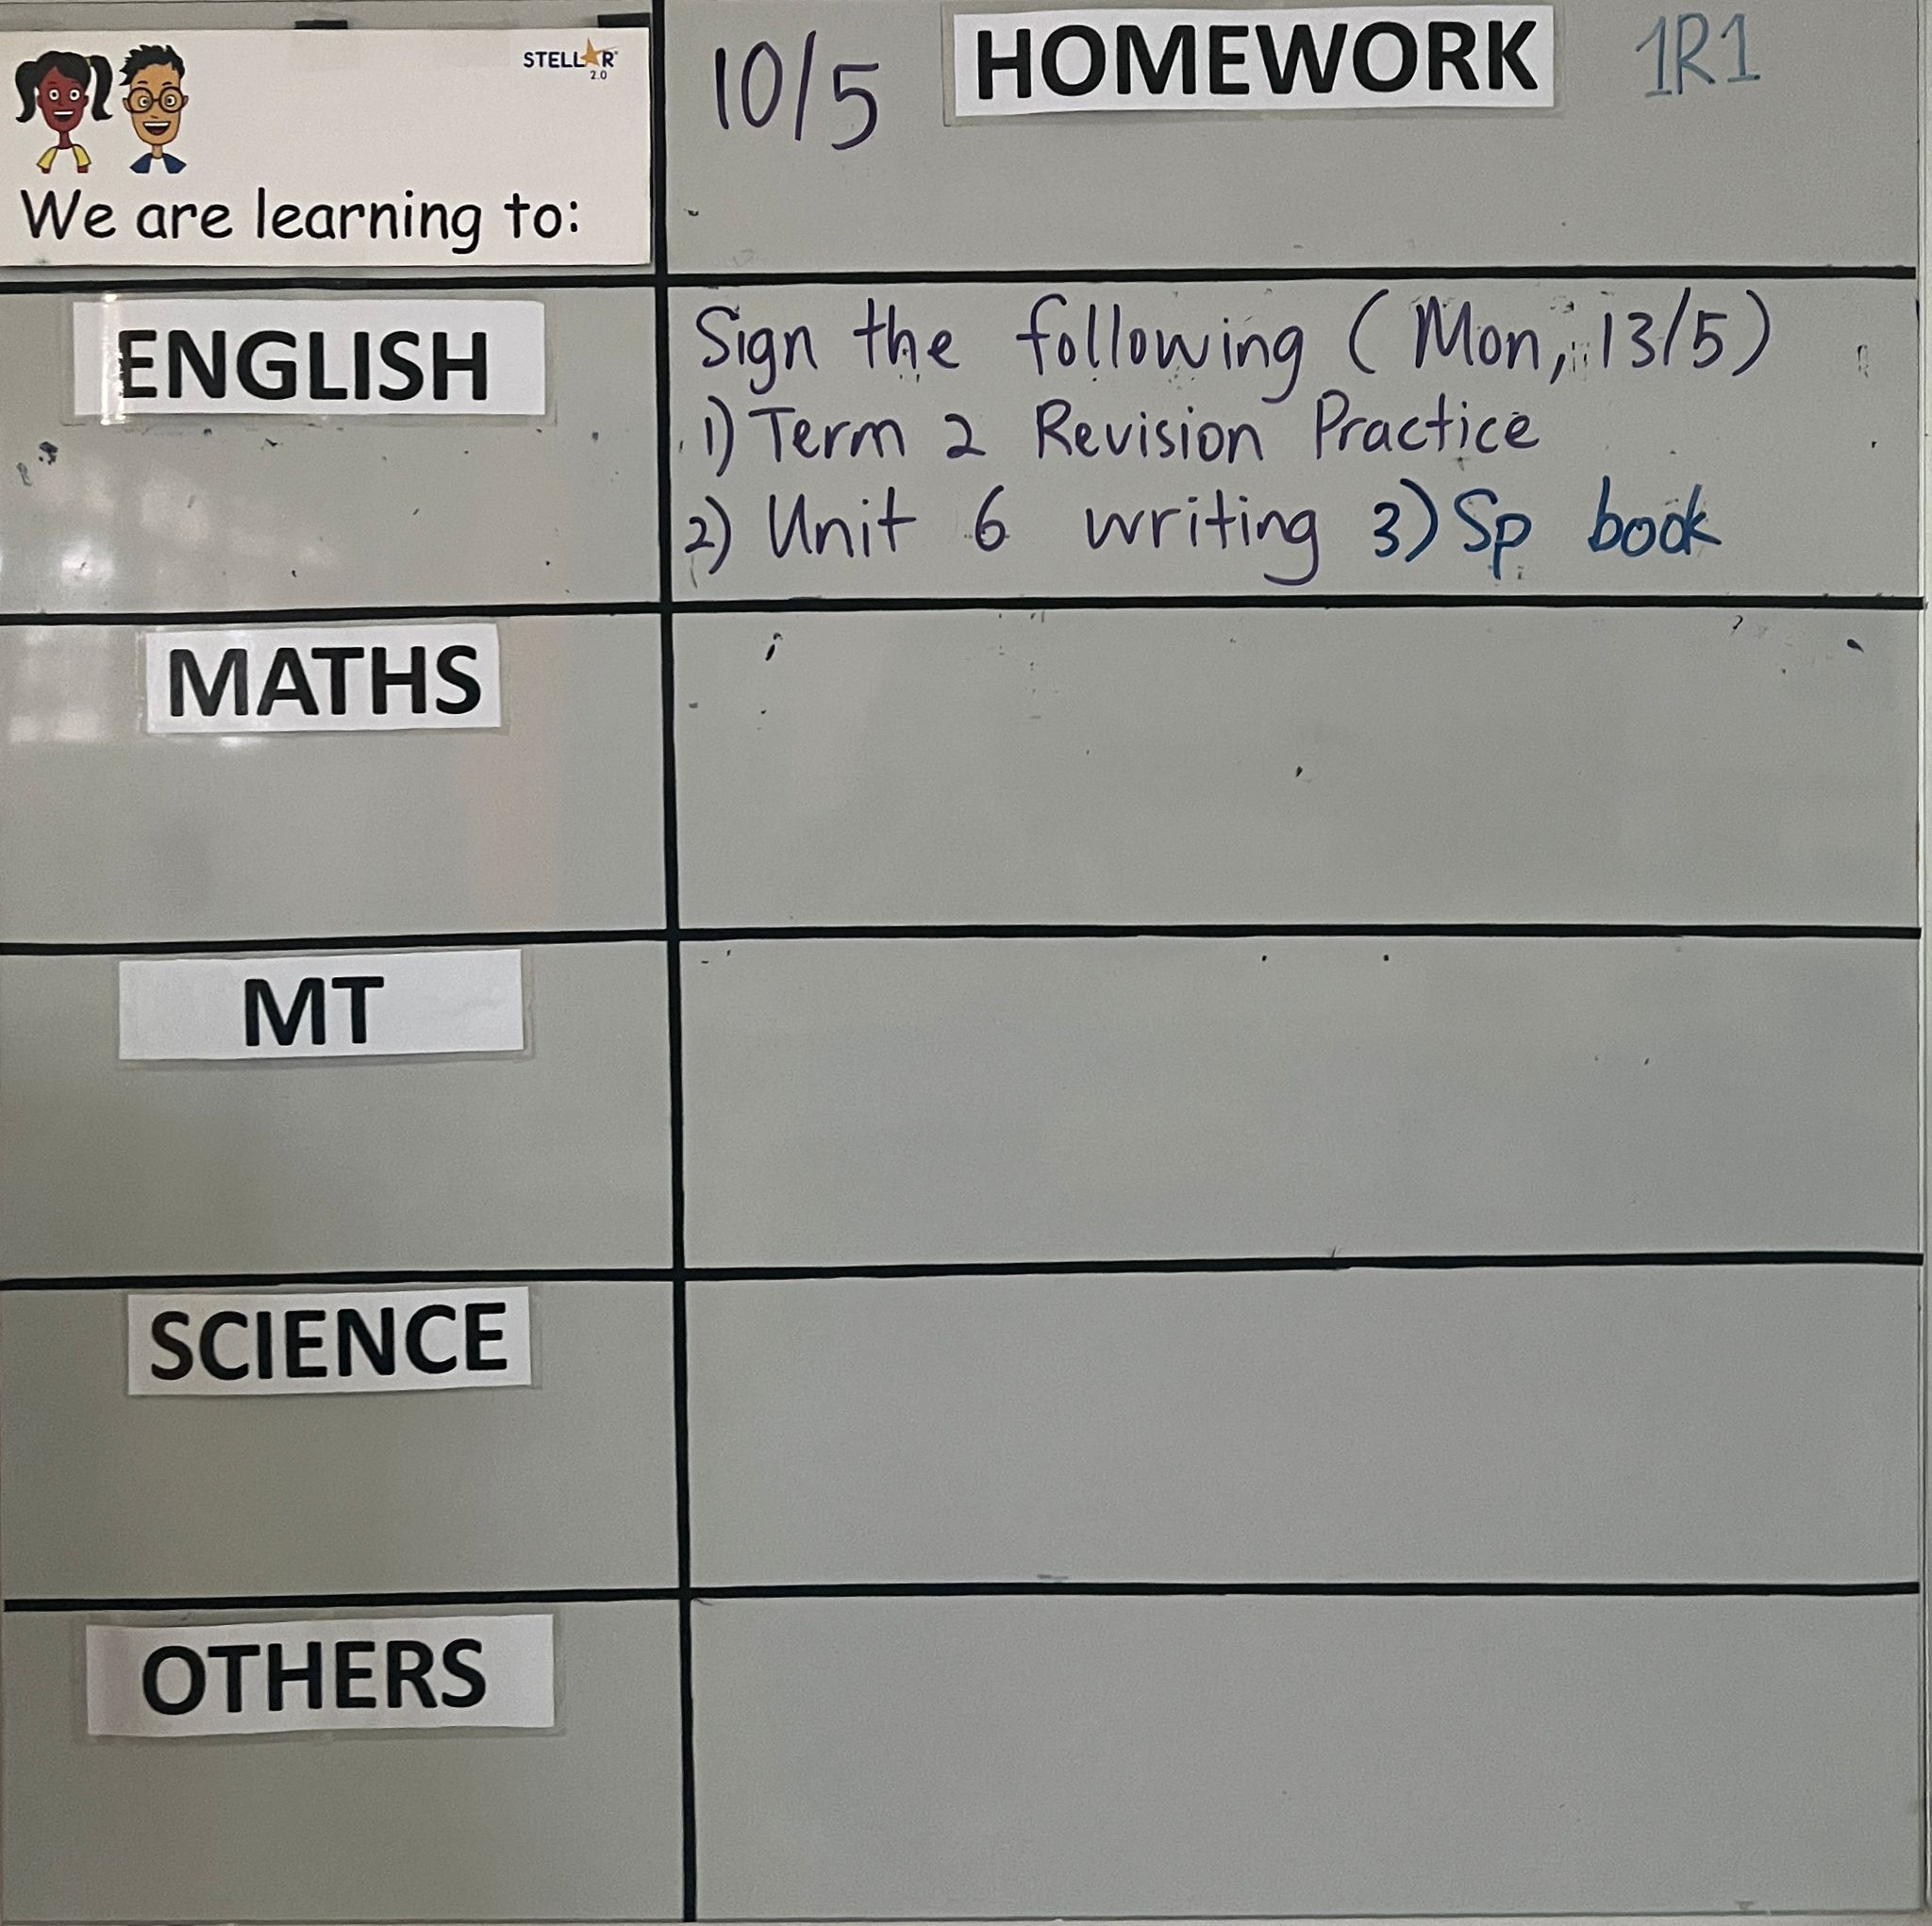 STELLAR
2.0
We are learning to:
10/5 HOMEWORK 1R1
ENGLISH
Sign the following (Mon, 13/5)
1) Term 2 Revision Practice
2) Unit 6 writing 3) Sp book
MATHS
MT
SCIENCE
OTHERS